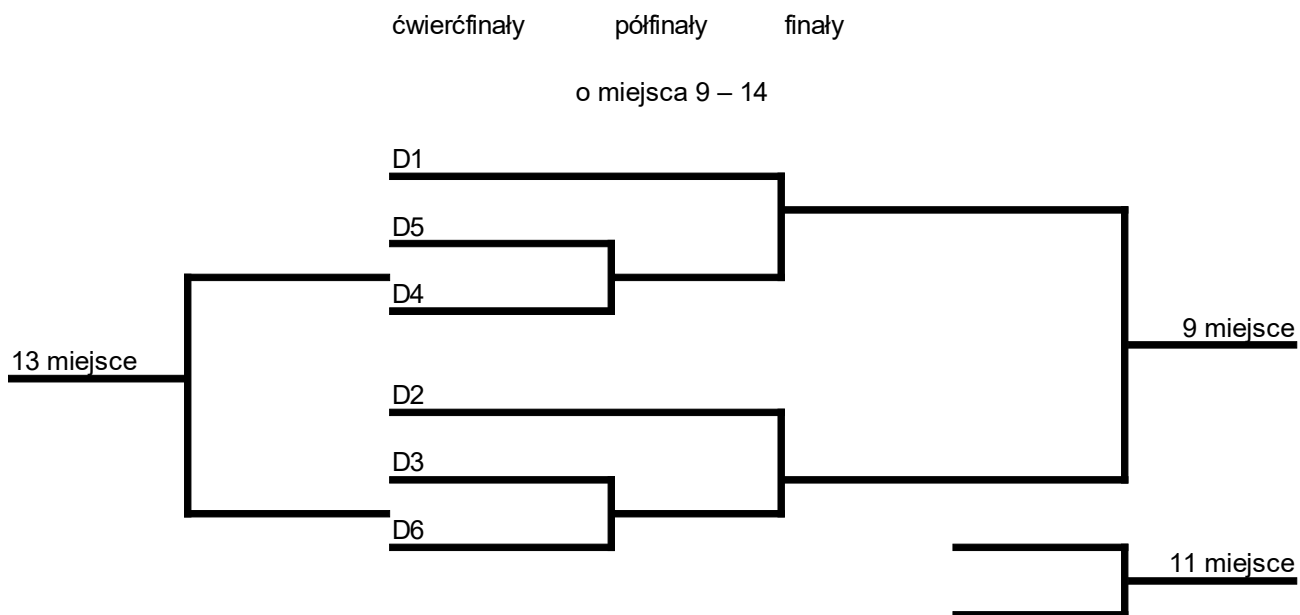 ćwierćfinały półfinały finały
o miejsca 9 – 14
D1
D5
D4
9 miejsce
13 miejsce
D2
D3
D6
11 miejsce